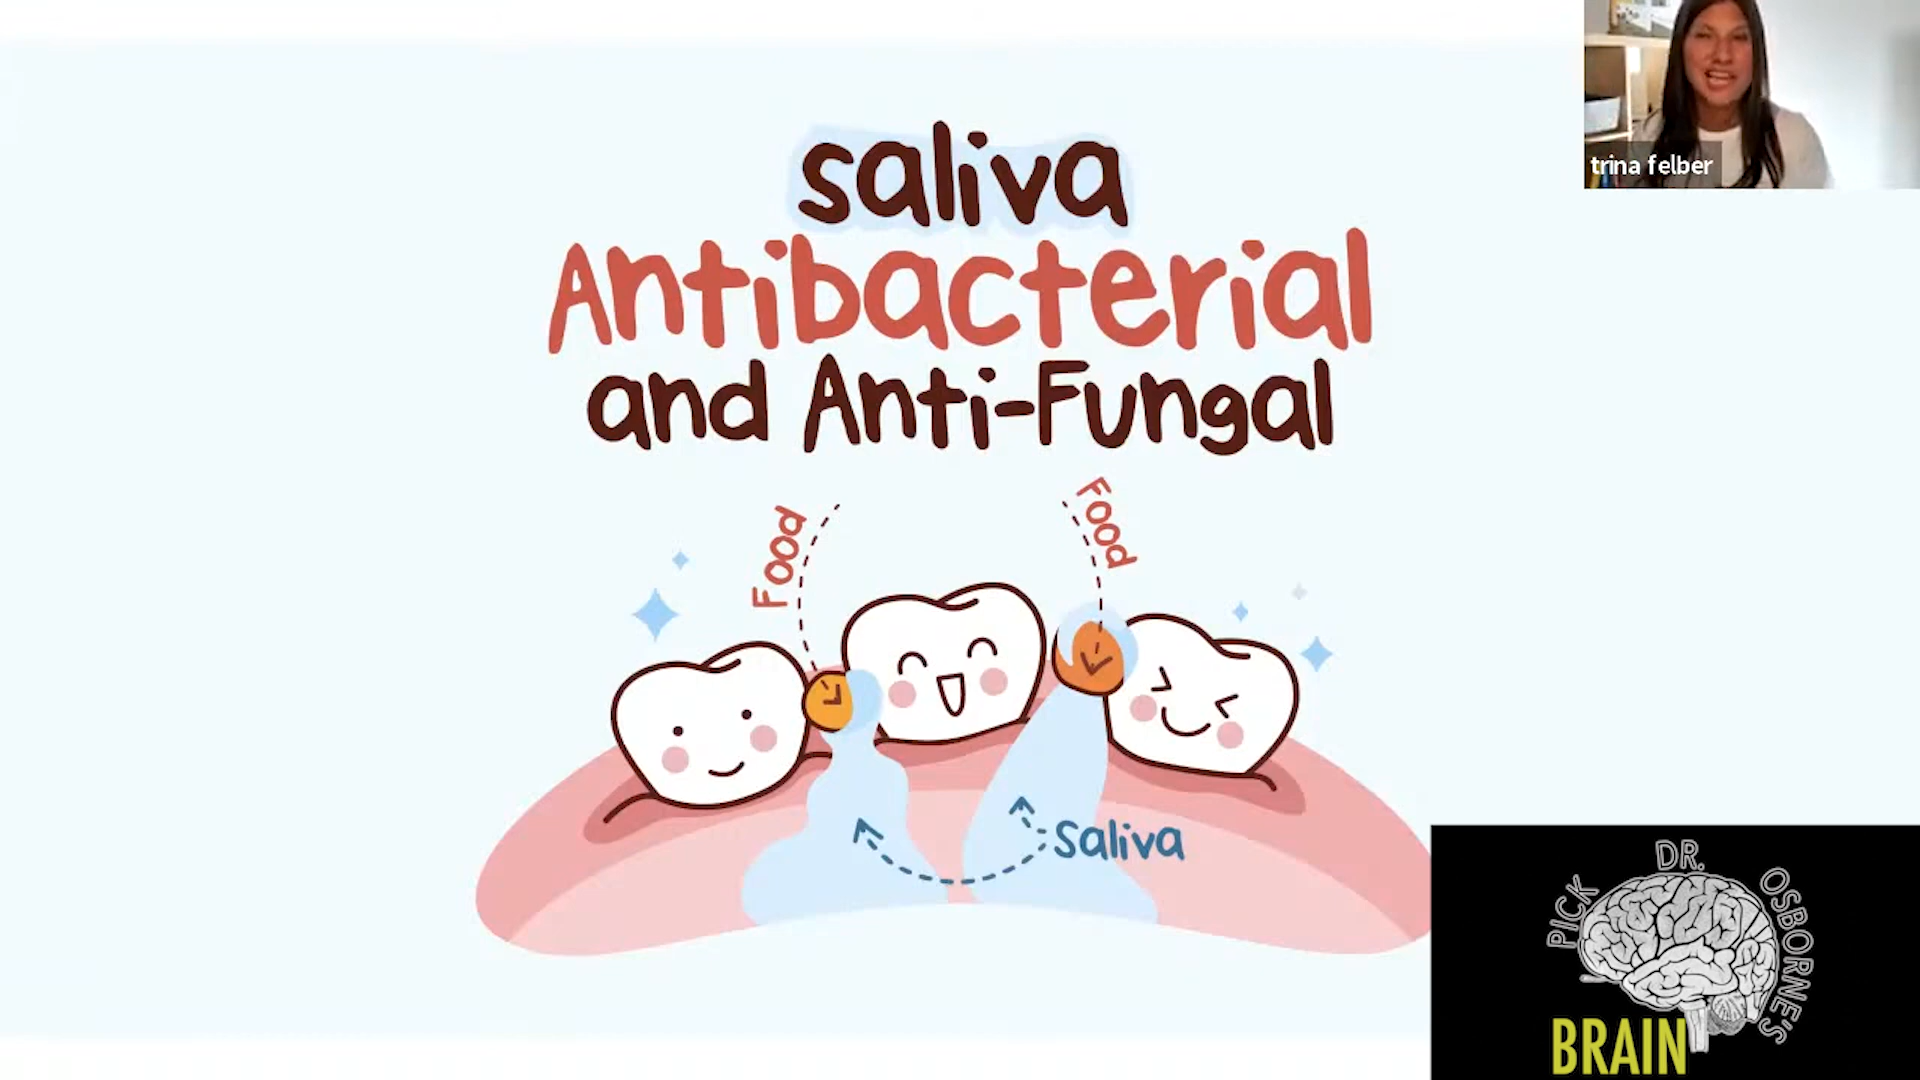 saliva
Antibacterial
and Anti-Fungal
Food
Food
Saliva
trina felber
PICK DR. OSBORNE'S
BRAIN